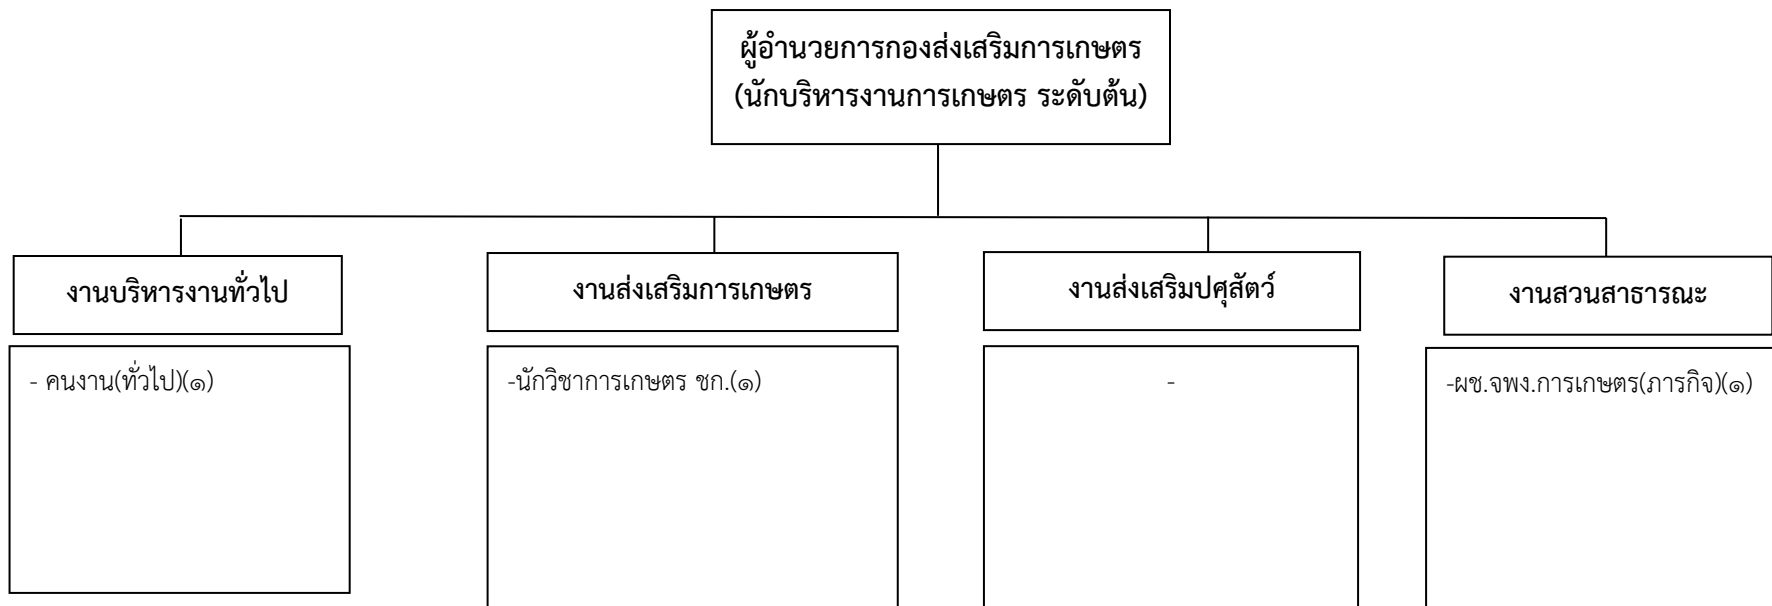 ผู้อำนวยการกองส่งเสริมการเกษตร
(นักบริหารงานการเกษตร ระดับต้น)
งานบริหารงานทั่วไป
งานส่งเสริมการเกษตร
งานส่งเสริมปศุสัตว์
งานสวนสาธารณะ
- คนงาน(ทั่วไป)(๑)
-นักวิชาการเกษตร ชก.(๑)
-
-ผช.จพง.การเกษตร(ภารกิจ)(๑)